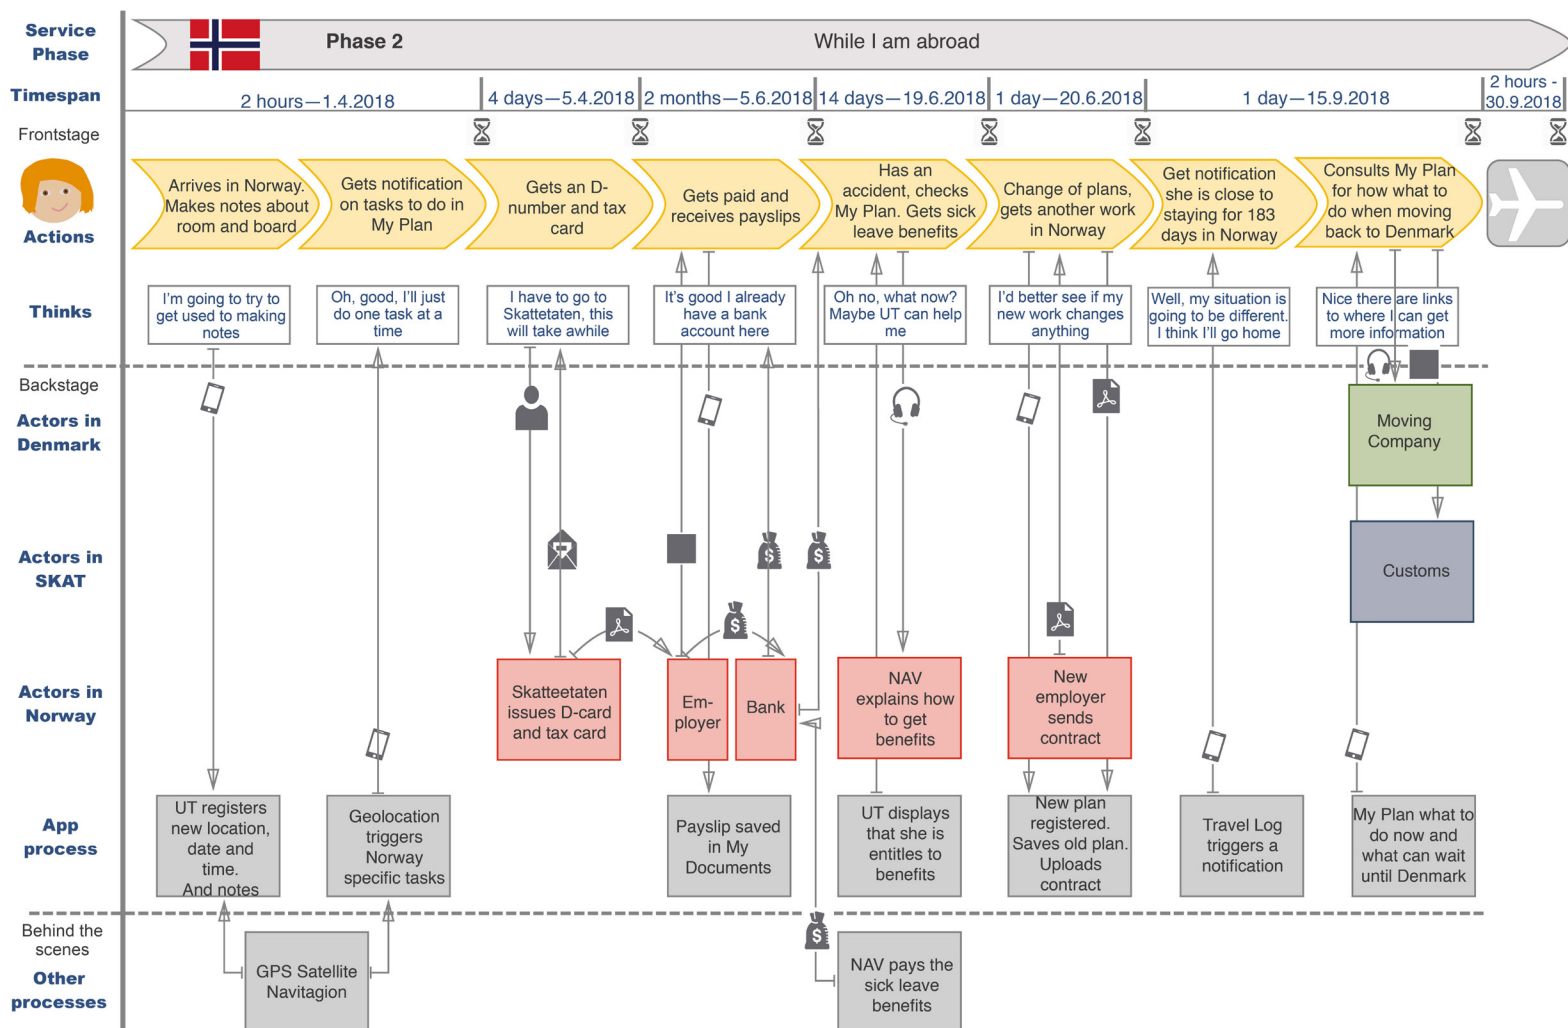 Service
Phase
Phase 2
While I am abroad
Timespan
2 hours—1.4.2018
4 days—5.4.2018
2 months—5.6.2018
14 days—19.6.2018
1 day—20.6.2018
1 day—15.9.2018
2 hours -
30.9.2018
Frontstage
Actions
Arrives in Norway.
Makes notes about
room and board
Gets notification
on tasks to do in
My Plan
Gets an D-
number and tax
card
Gets paid and
receives payslips
Has an
accident, checks
My Plan. Gets sick
leave benefits
Change of plans,
gets another work
in Norway
Get notification
she is close to
staying for 183
days in Norway
Consults My Plan
for how what to
do when moving
back to Denmark
Thinks
I'm going to try to
get used to making
notes
Oh, good, I'll just
do one task at a
time
I have to go to
Skattetaten, this
will take awhile
It's good I already
have a bank
account here
Oh no, what now?
Maybe UT can help
me
I'd better see if my
new work changes
anything
Well, my situation is
going to be different.
I think I'll go home
Nice there are links
to where I can get
more information
Backstage
Actors in
Denmark
Moving
Company
Actors in
SKAT
Customs
Actors in
Norway
Skatteetaten
issues D-card
and tax card
Em-
ployer
Bank
NAV
explains how
to get
benefits
New
employer
sends
contract
App
process
UT registers
new location,
date and
time.
And notes
Geolocation
triggers
Norway
specific tasks
Payslip saved
in My
Documents
UT displays
that she is
entitles to
benefits
New plan
registered.
Saves old plan.
Uploads
contract
Travel Log
triggers a
notification
My Plan what to
do now and
what can wait
until Denmark
Behind the
scenes
Other
processes
GPS Satellite
Navitagion
NAV pays the
sick leave
benefits